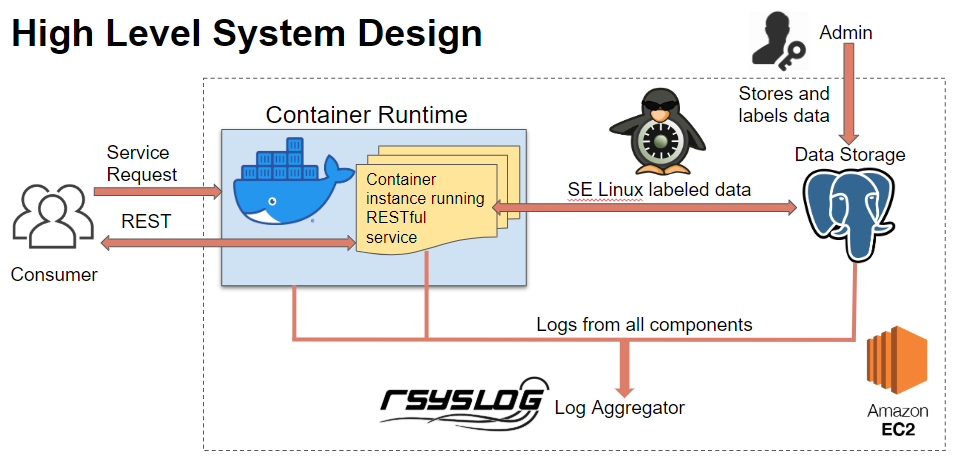 High Level System Design
Admin
Stores and
labels data
Container Runtime
Data Storage
Service
Request
REST
Consumer
Container
instance running
RESTful
service
SE Linux labeled data
Logs from all components
rsyslog
Log Aggregator
Amazon
EC2